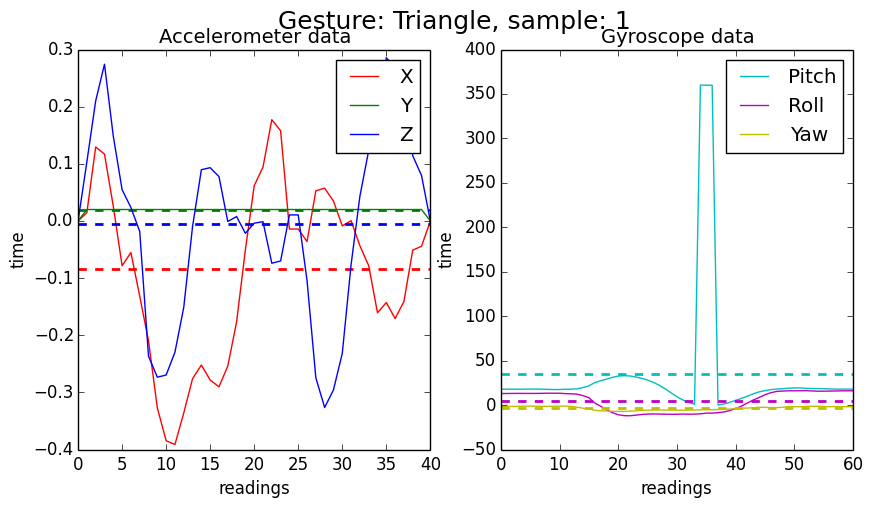 Gesture: Triangle, sample: 1
Accelerometer data
0.3
0.2
0.1
0.0
−0.1
−0.2
−0.3
−0.4
time
0
5
10
15
20
25
30
35
40
readings
X
Y
Z
Gyroscope data
400
350
300
250
200
150
100
50
0
−50
time
0
10
20
30
40
50
60
readings
Pitch
Roll
Yaw